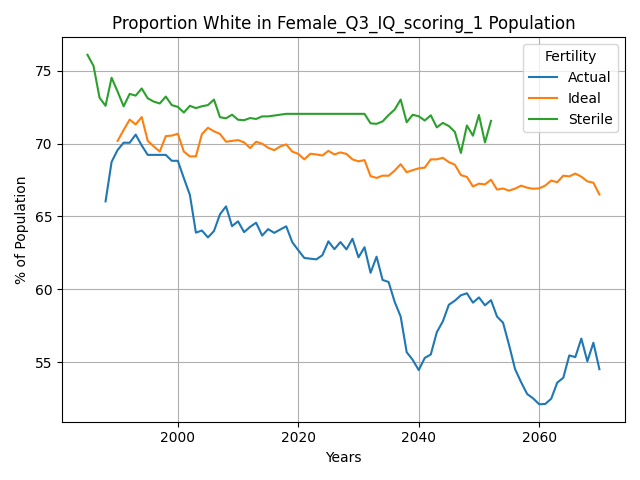 Proportion White in Female_Q3_IQ_scoring_1 Population
Fertility
Actual
Ideal
Sterile
% of Population
75
70
65
60
55
2000
2020
2040
2060
Years